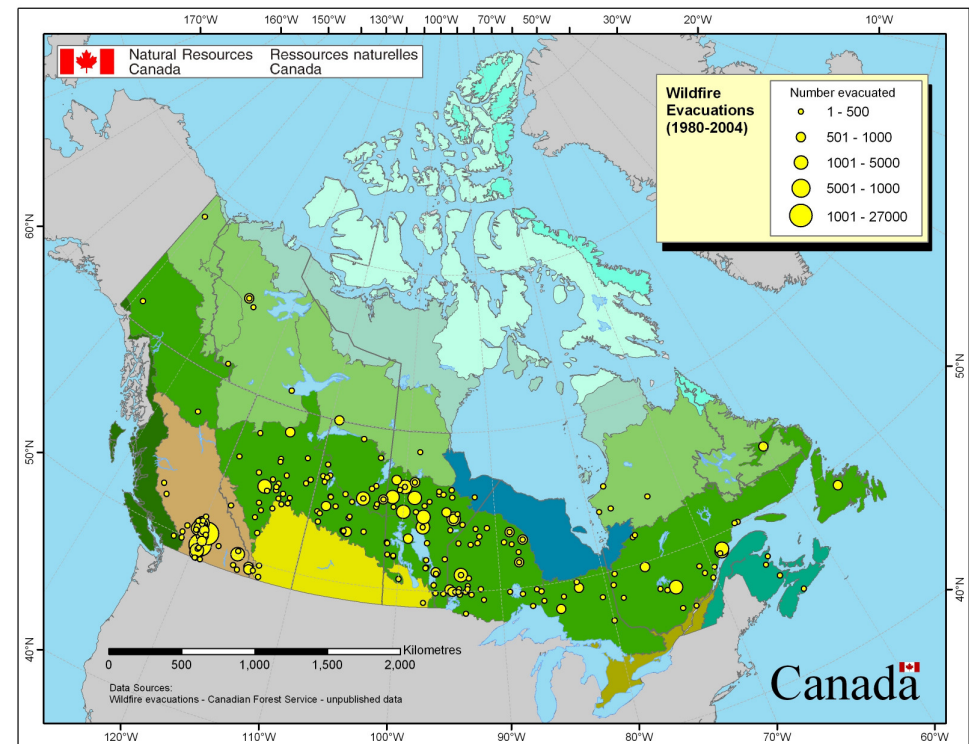 170°W 160°W 150°W 130°W 100°W 70°W 50°W 30°W 20°W 10°W
Natural Resources Canada
Ressources naturelles Canada
Wildfire
Evacuations
(1980-2004)
Number evacuated
1 - 500
501 - 1000
1001 - 5000
5001 - 1000
1001 - 27000
60°N
50°N
40°N
50°N
40°N
0 500 1,000 1,500 2,000
Kilometres
Data Sources:
Wildfire evacuations - Canadian Forest Service - unpublished data
Canada
120°W 110°W 100°W 90°W 80°W 70°W 60°W